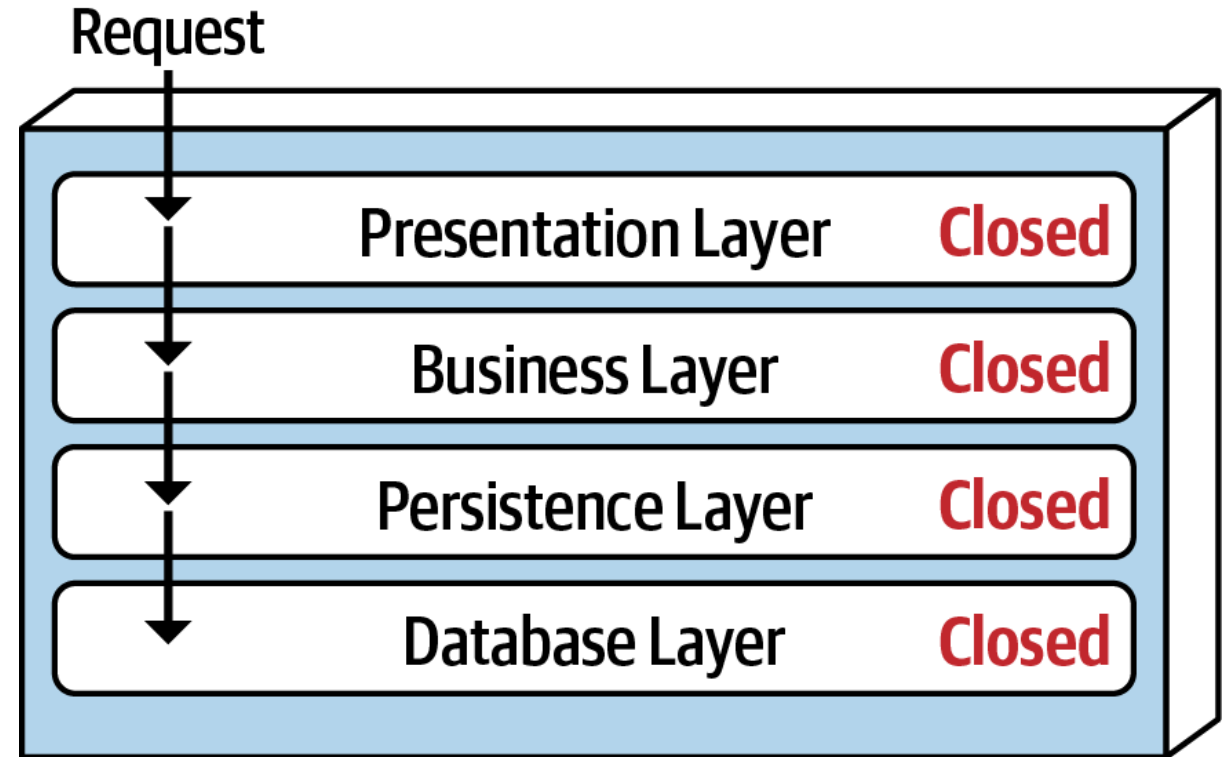 Request
Presentation Layer Closed
Business Layer Closed
Persistence Layer Closed
Database Layer Closed